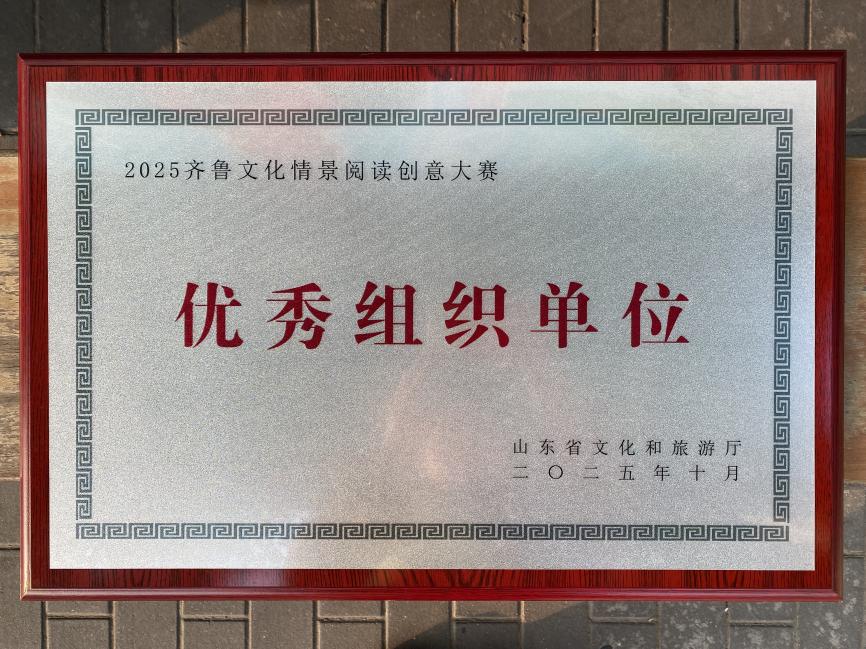 2025齐鲁文化情景阅读创意大赛
优秀组织单位
山东省文化和旅游厅
二〇二五年十月